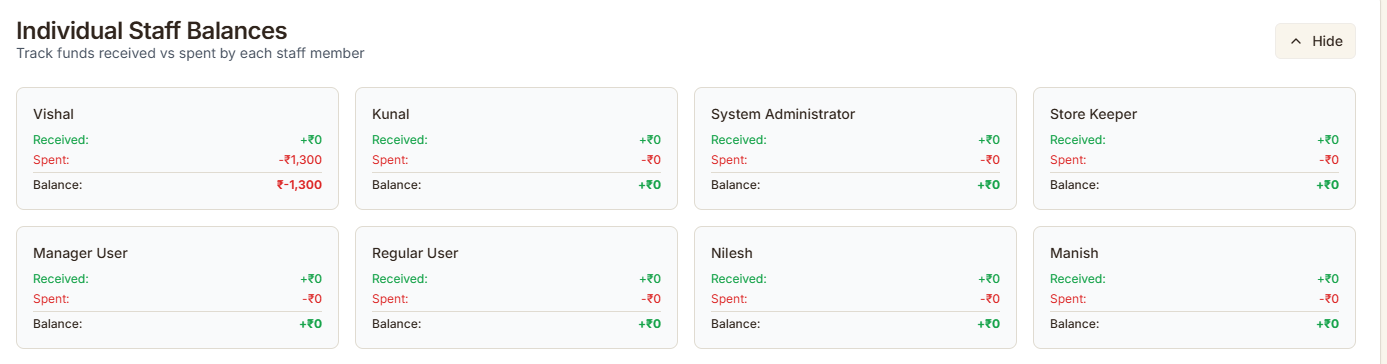 Individual Staff Balances
Track funds received vs spent by each staff member
Hide
Vishal
Received: +₹0
Spent: -₹1,300
Balance: ₹-1,300
Kunal
Received: +₹0
Spent: -₹0
Balance: +₹0
System Administrator
Received: +₹0
Spent: -₹0
Balance: +₹0
Store Keeper
Received: +₹0
Spent: -₹0
Balance: +₹0
Manager User
Received: +₹0
Spent: -₹0
Balance: +₹0
Regular User
Received: +₹0
Spent: -₹0
Balance: +₹0
Nilesh
Received: +₹0
Spent: -₹0
Balance: +₹0
Manish
Received: +₹0
Spent: -₹0
Balance: +₹0